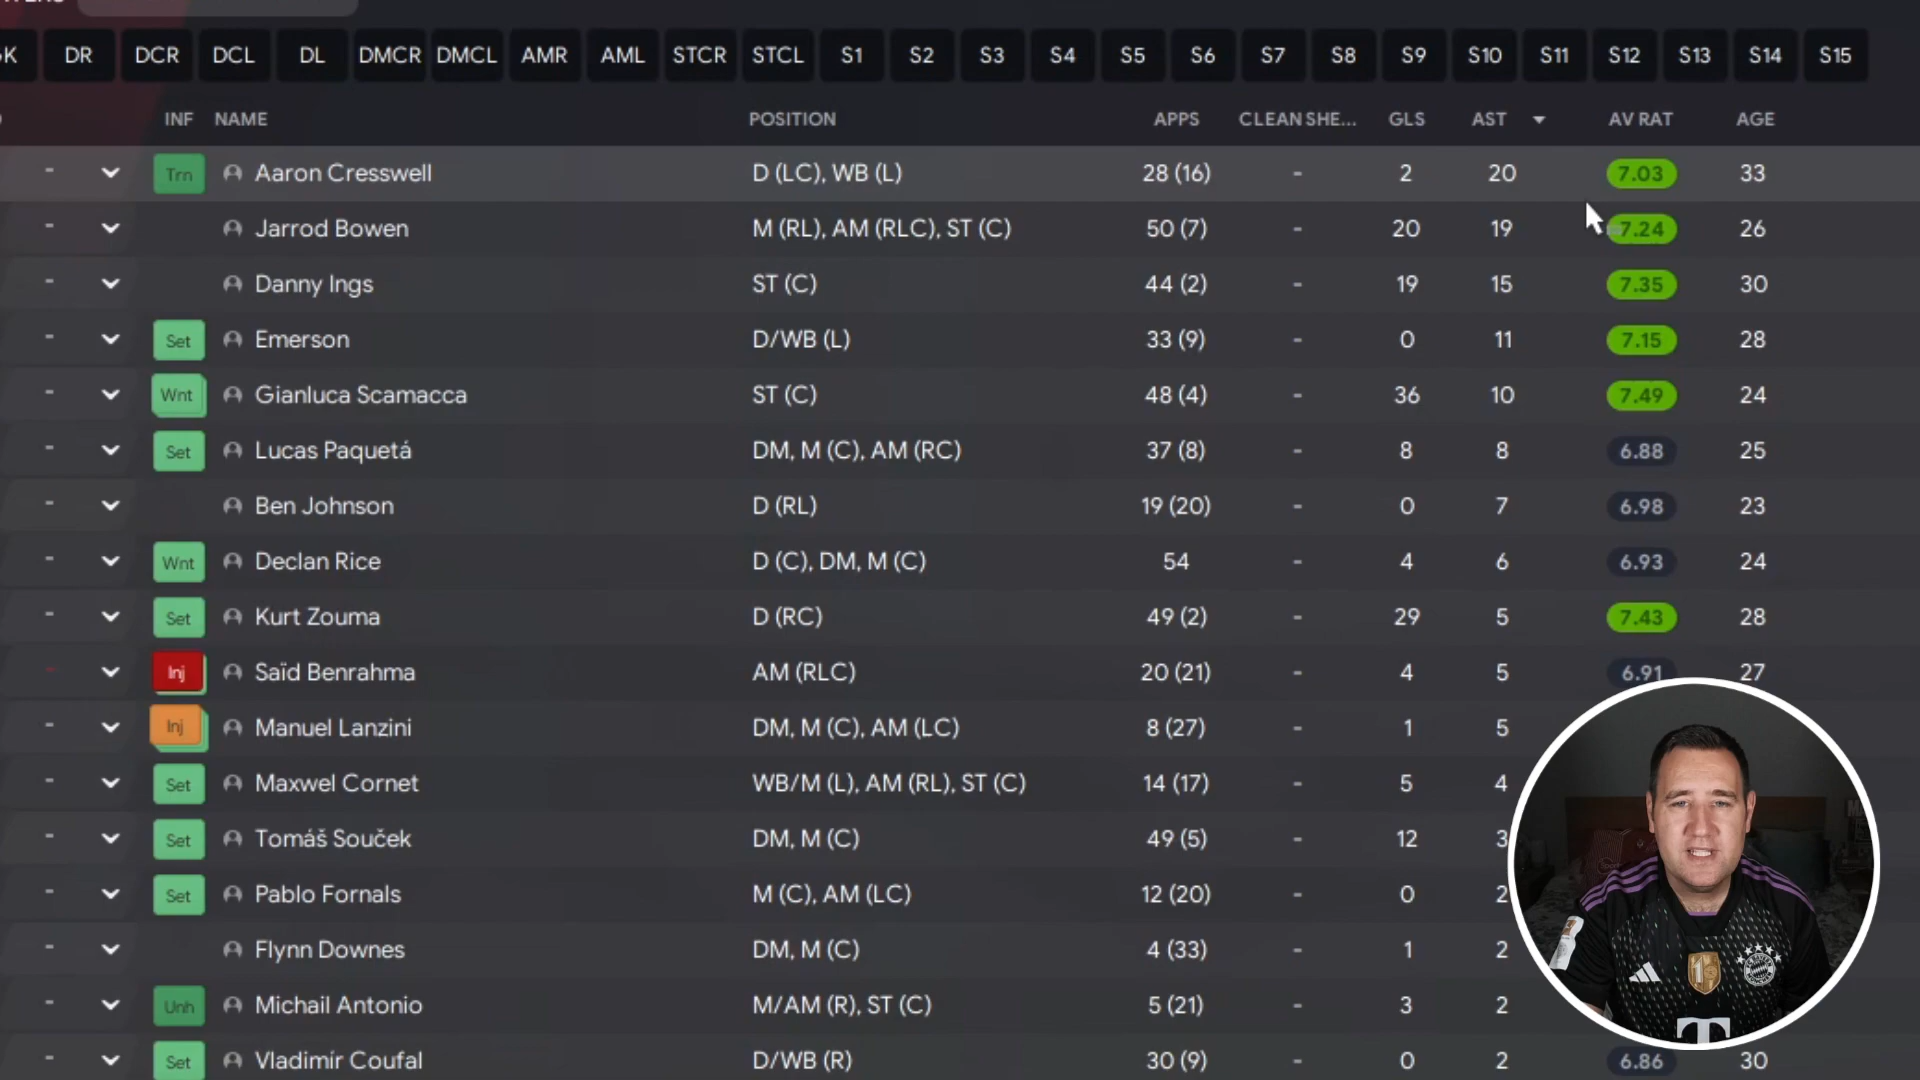 DR DCR DCL DL DMCR DMCL AMR AML STCR STCL S1 S2 S3 S4 S5 S6 S7 S8 S9 S10 S11 S12 S13 S14 S15
INF NAME POSITION APPS CLEAN SHE... GLS AST AV RAT AGE
- Trn Aaron Cresswell D (LC), WB (L) 28 (16) - 2 20 7.03 33
- Jarrod Bowen M (RL), AM (RLC), ST (C) 50 (7) - 20 19 7.24 26
- Danny Ings ST (C) 44 (2) - 19 15 7.35 30
- Set Emerson D/WB (L) 33 (9) - 0 11 7.15 28
- Wnt Gianluca Scamacca ST (C) 48 (4) - 36 10 7.49 24
- Set Lucas Paquetá DM, M (C), AM (RC) 37 (8) - 8 8 6.88 25
- Ben Johnson D (RL) 19 (20) - 0 7 6.98 23
- Wnt Declan Rice D (C), DM, M (C) 54 - 4 6 6.93 24
- Set Kurt Zouma D (RC) 49 (2) - 29 5 7.43 28
- Inj Saïd Benrahma AM (RLC) 20 (21) - 4 5 6.91 27
- Inj Manuel Lanzini DM, M (C), AM (LC) 8 (27) - 1 5
- Set Maxwel Cornet WB/M (L), AM (RL), ST (C) 14 (17) - 5 4
- Set Tomáš Souček DM, M (C) 49 (5) - 12 3
- Set Pablo Fornals M (C), AM (LC) 12 (20) - 0 2
- Flynn Downes DM, M (C) 4 (33) - 1 2
- Unh Michail Antonio M/AM (R), ST (C) 5 (21) - 3 2
- Set Vladimír Coufal D/WB (R) 30 (9) - 0 2 6.86 30
T